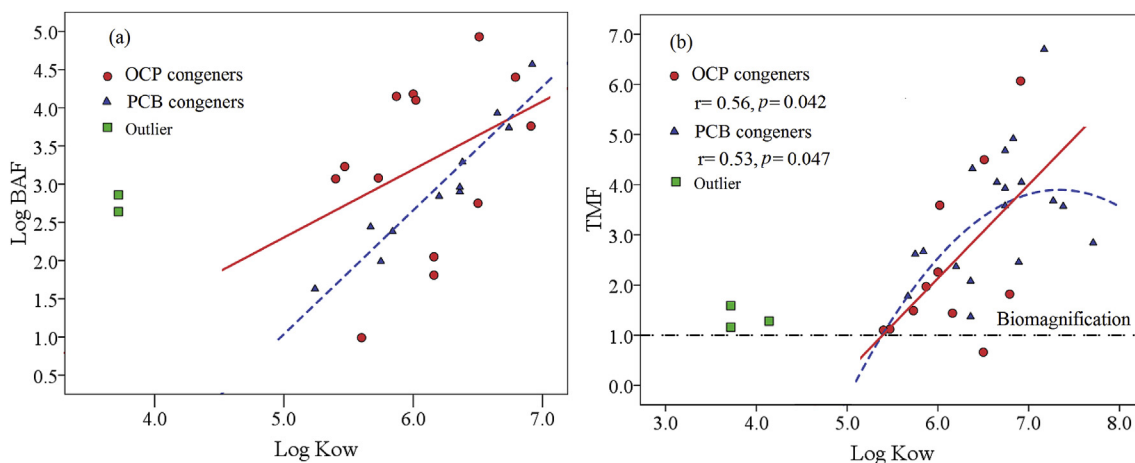 (a)
OCP congeners
PCB congeners
Outlier
Log BAF
5.0
4.5
4.0
3.5
3.0
2.5
2.0
1.5
1.0
0.5
4.0 5.0 6.0 7.0
Log Kow
(b)
OCP congeners
r= 0.56, p= 0.042
PCB congeners
r= 0.53, p= 0.047
Outlier
Biomagnification
TMF
7.0
6.0
5.0
4.0
3.0
2.0
1.0
0.0
3.0 4.0 5.0 6.0 7.0 8.0
Log Kow